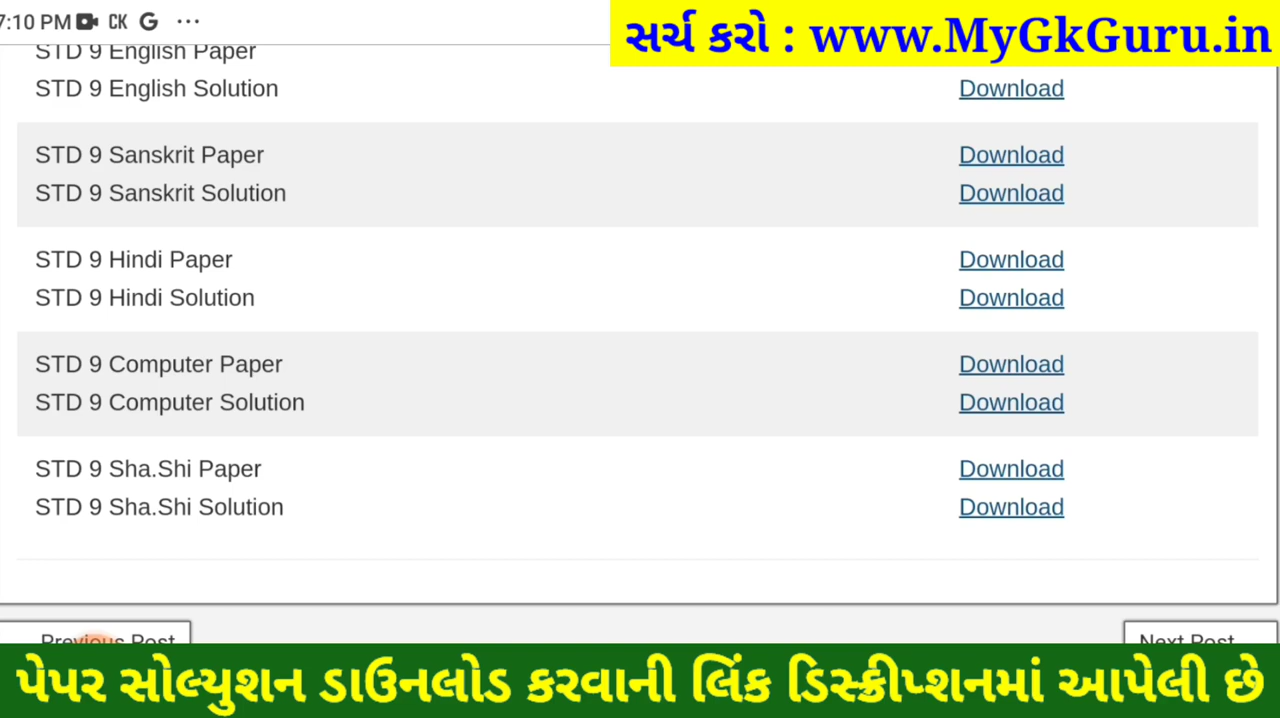 7:10 PM CK G ...
સર્ચ કરો : www.MyGkGuru.in
STD 9 English Paper
STD 9 English Solution Download
STD 9 Sanskrit Paper Download
STD 9 Sanskrit Solution Download
STD 9 Hindi Paper Download
STD 9 Hindi Solution Download
STD 9 Computer Paper Download
STD 9 Computer Solution Download
STD 9 Sha.Shi Paper Download
STD 9 Sha.Shi Solution Download
Previous Post Next Post
પેપર સોલ્યુશન ડાઉનલોડ કરવાની લિંક ડિસ્ક્રીપ્શનમાં આપેલી છે